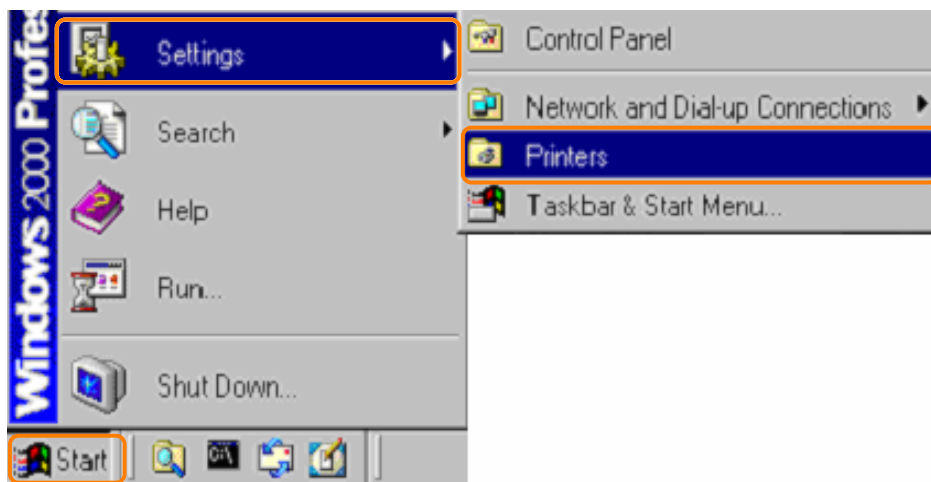 Windows 2000 Profes
Settings
Search
Help
Run...
Shut Down...
Start
Control Panel
Network and Dial-up Connections
Printers
Taskbar & Start Menu...